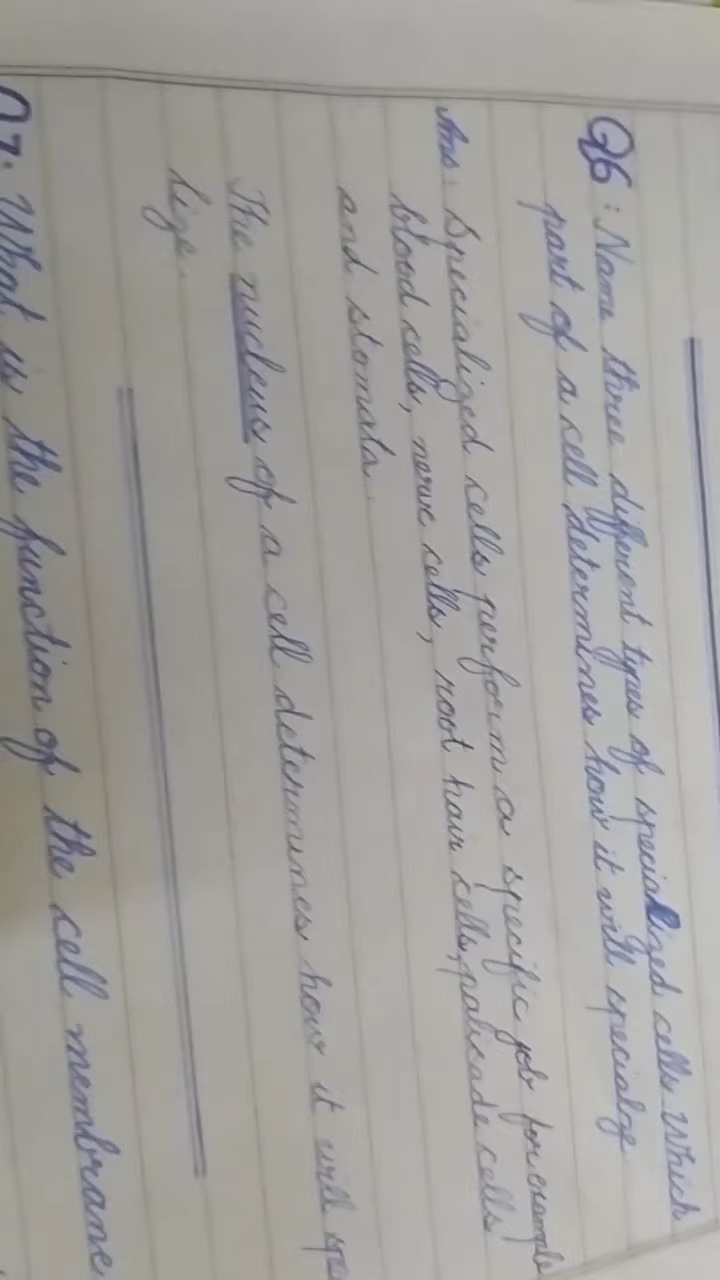 Q6: Name three different types of specialized cells. Which
part of a cell determines how it will specialze
Ans: Specialized cells perform a specific job for example
blood cells, nerve cells, root hair cells, palisade cells
and stomata.
The nucleus of a cell determines how it will spe
lize.
Q7. What is the function of the cell membrane